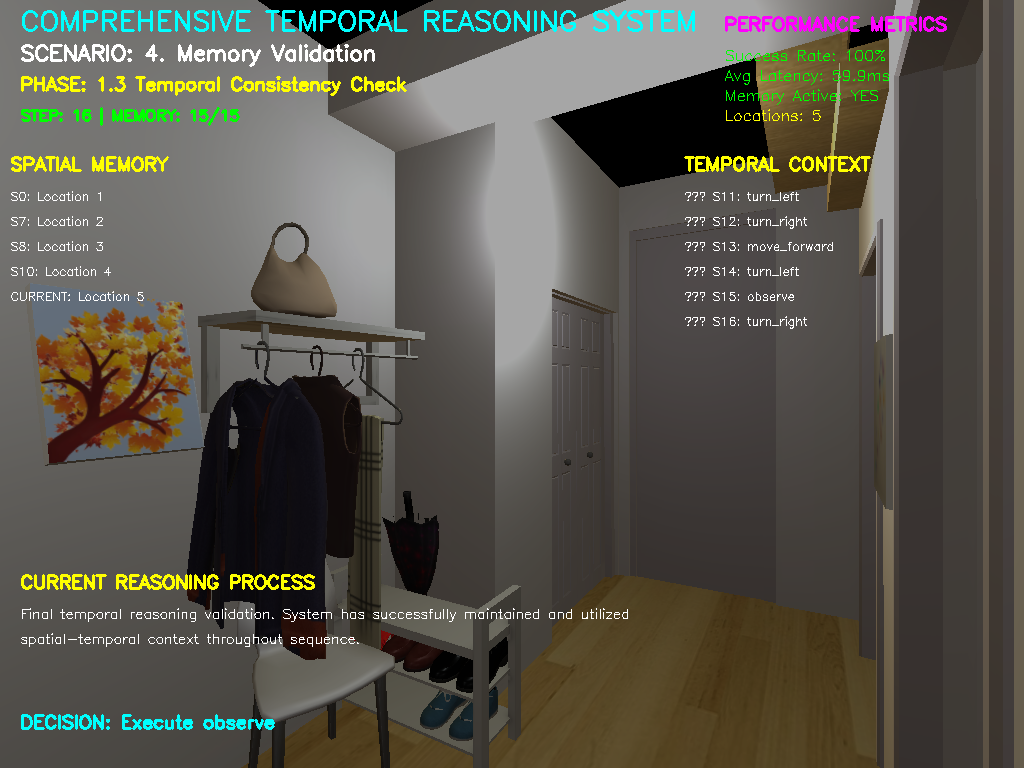 COMPREHENSIVE TEMPORAL REASONING SYSTEM
SCENARIO: 4. Memory Validation
PHASE: 1.3 Temporal Consistency Check
STEP: 16 | MEMORY: 15/15
PERFORMANCE METRICS
Success Rate: 100%
Avg Latency: 59.9ms
Memory Active: YES
Locations: 5
SPATIAL MEMORY
S0: Location 1
S7: Location 2
S8: Location 3
S10: Location 4
CURRENT: Location 5
TEMPORAL CONTEXT
??? S11: turn_left
??? S12: turn_right
??? S13: move_forward
??? S14: turn_left
??? S15: observe
??? S16: turn_right
CURRENT REASONING PROCESS
Final temporal reasoning validation. System has successfully maintained and utilized
spatial-temporal context throughout sequence.
DECISION: Execute observe